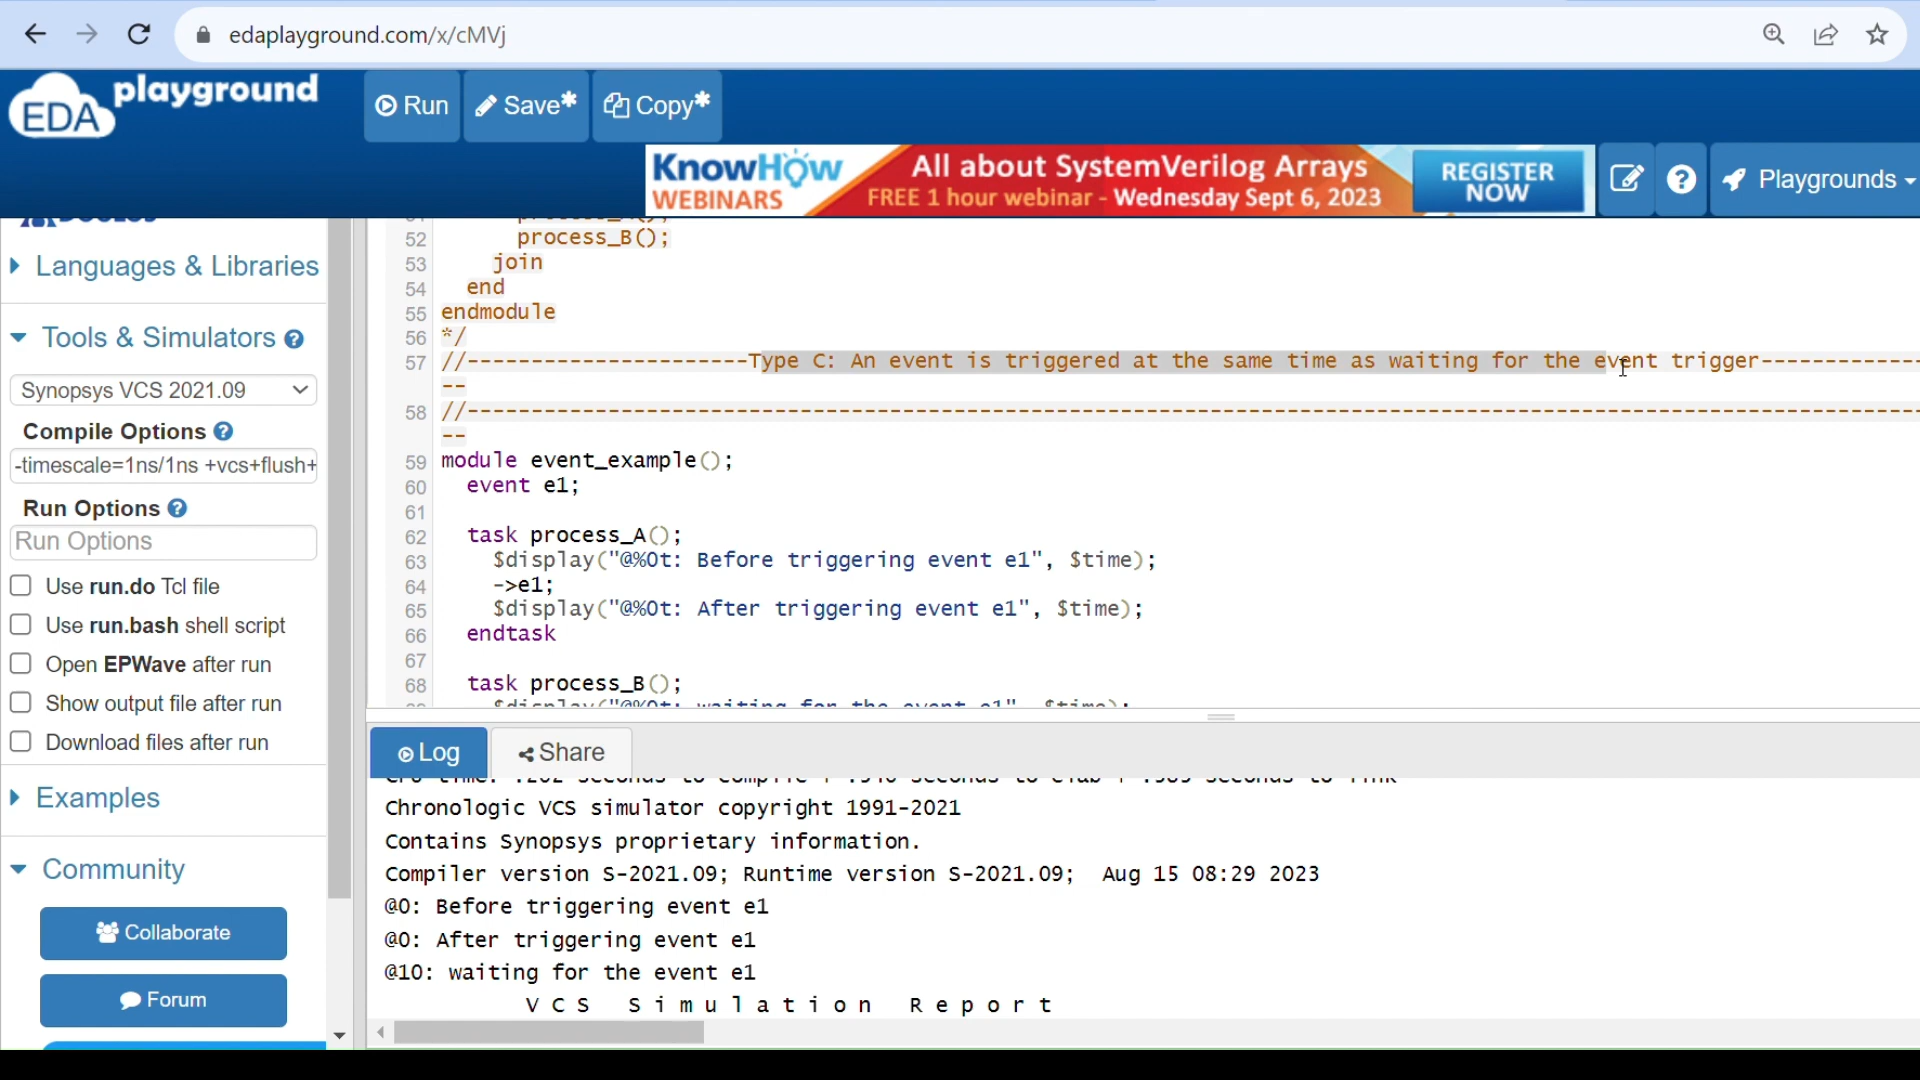 edaplayground.com/x/cMVj
EDA playground
Run
Save*
Copy*
KnowHow
WEBINARS
All about SystemVerilog Arrays
FREE 1 hour webinar - Wednesday Sept 6, 2023
REGISTER
NOW
Playgrounds
Languages & Libraries
Tools & Simulators
Synopsys VCS 2021.09
Compile Options
-timescale=1ns/1ns +vcs+flush+
Run Options
Run Options
Use run.do Tcl file
Use run.bash shell script
Open EPWave after run
Show output file after run
Download files after run
Examples
Community
Collaborate
Forum
52 process_B();
53 join
54 end
55 endmodule
56 */
57 //----------------------Type C: An event is triggered at the same time as waiting for the event trigger-------------
--
58 //------------------------------------------------------------------------------------------------------------------
--
59 module event_example();
60 event e1;
61
62 task process_A();
63 $display("@%0t: Before triggering event e1", $time);
64 ->e1;
65 $display("@%0t: After triggering event e1", $time);
66 endtask
67
68 task process_B();
$display("@%0t: waiting for the event e1", $time);
Log
Share
Chronologic VCS simulator copyright 1991-2021
Contains Synopsys proprietary information.
Compiler version S-2021.09; Runtime version S-2021.09; Aug 15 08:29 2023
@0: Before triggering event e1
@0: After triggering event e1
@10: waiting for the event e1
V C S S i m u l a t i o n R e p o r t